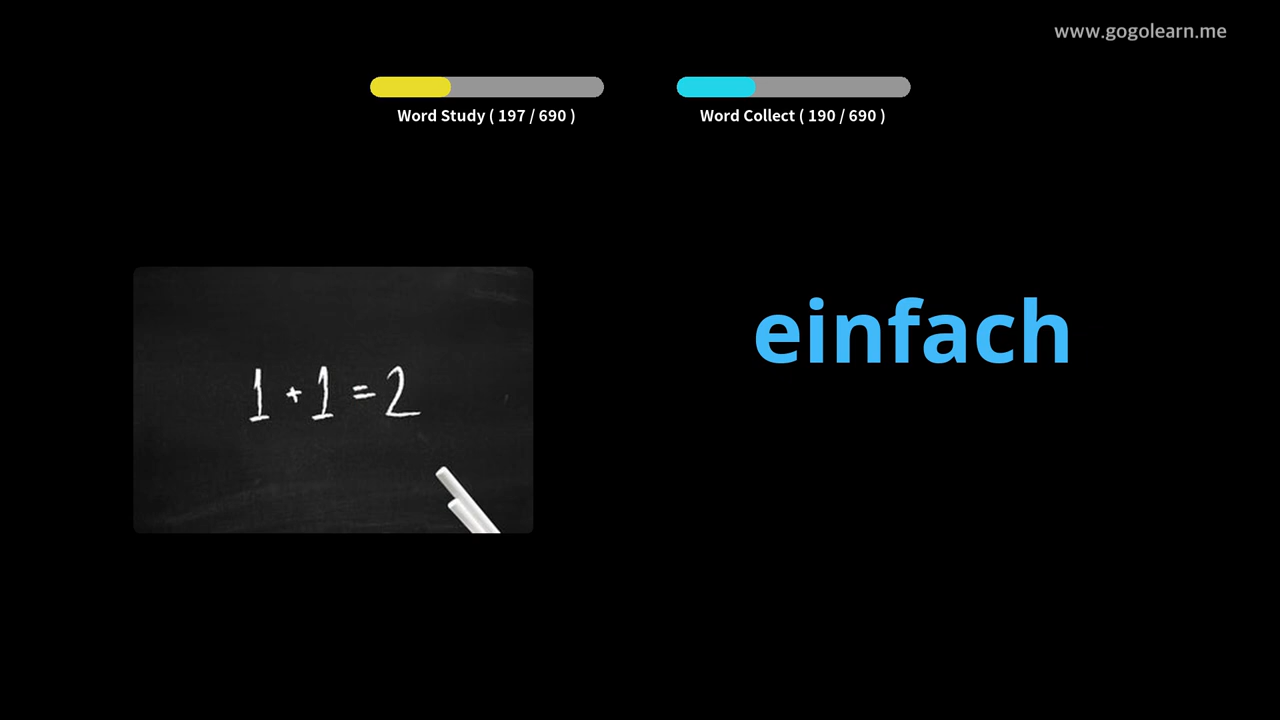 www.gogolearn.me
Word Study ( 197 / 690 )
Word Collect ( 190 / 690 )
einfach
1 + 1 = 2